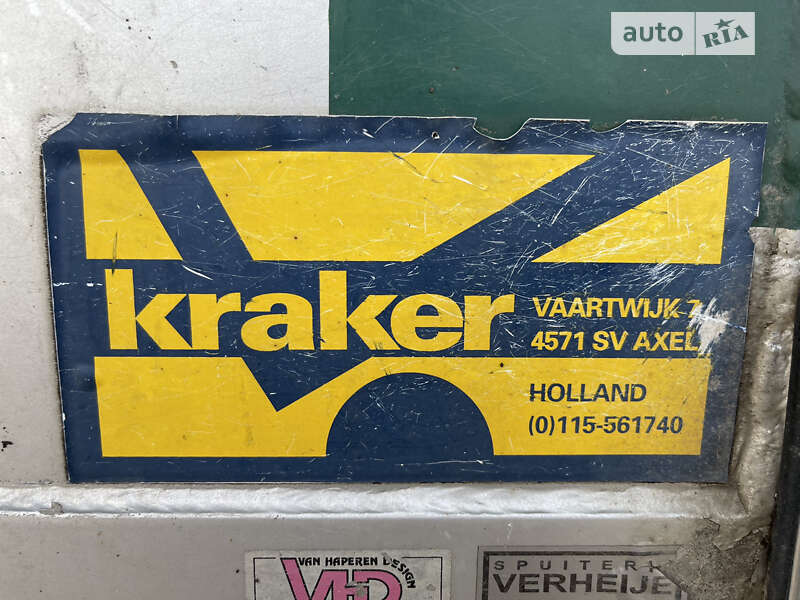 auto RIA
kraker
VAARTWIJK 7
4571 SV AXEL
HOLLAND
(0)115-561740
VAN HAPEREN DESIGN
VHD
VERHEIJE